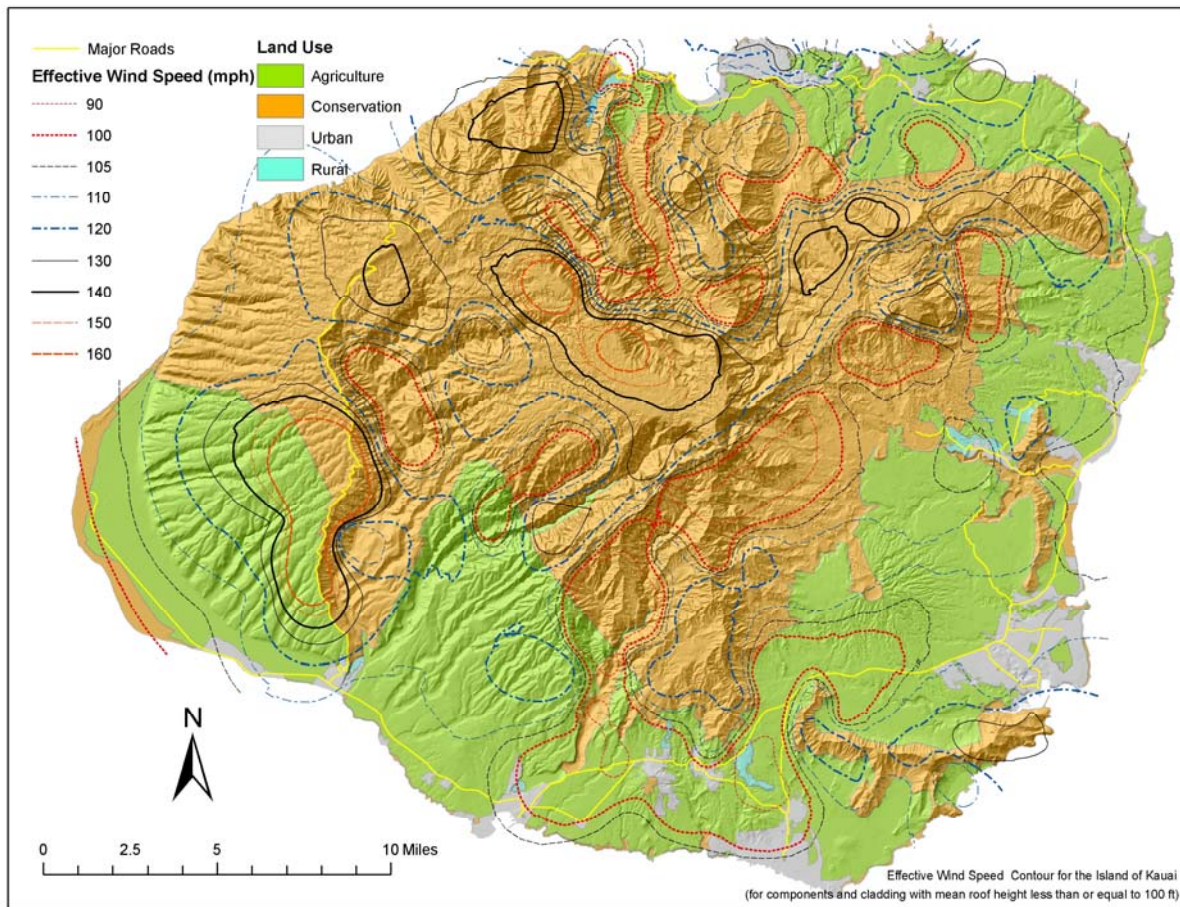 Major Roads
Effective Wind Speed (mph)
90
100
105
110
120
130
140
150
160
Land Use
Agriculture
Conservation
Urban
Rural
N
0 2.5 5 10 Miles
Effective Wind Speed Contour for the Island of Kauai
(for components and cladding with mean roof height less than or equal to 100 ft)